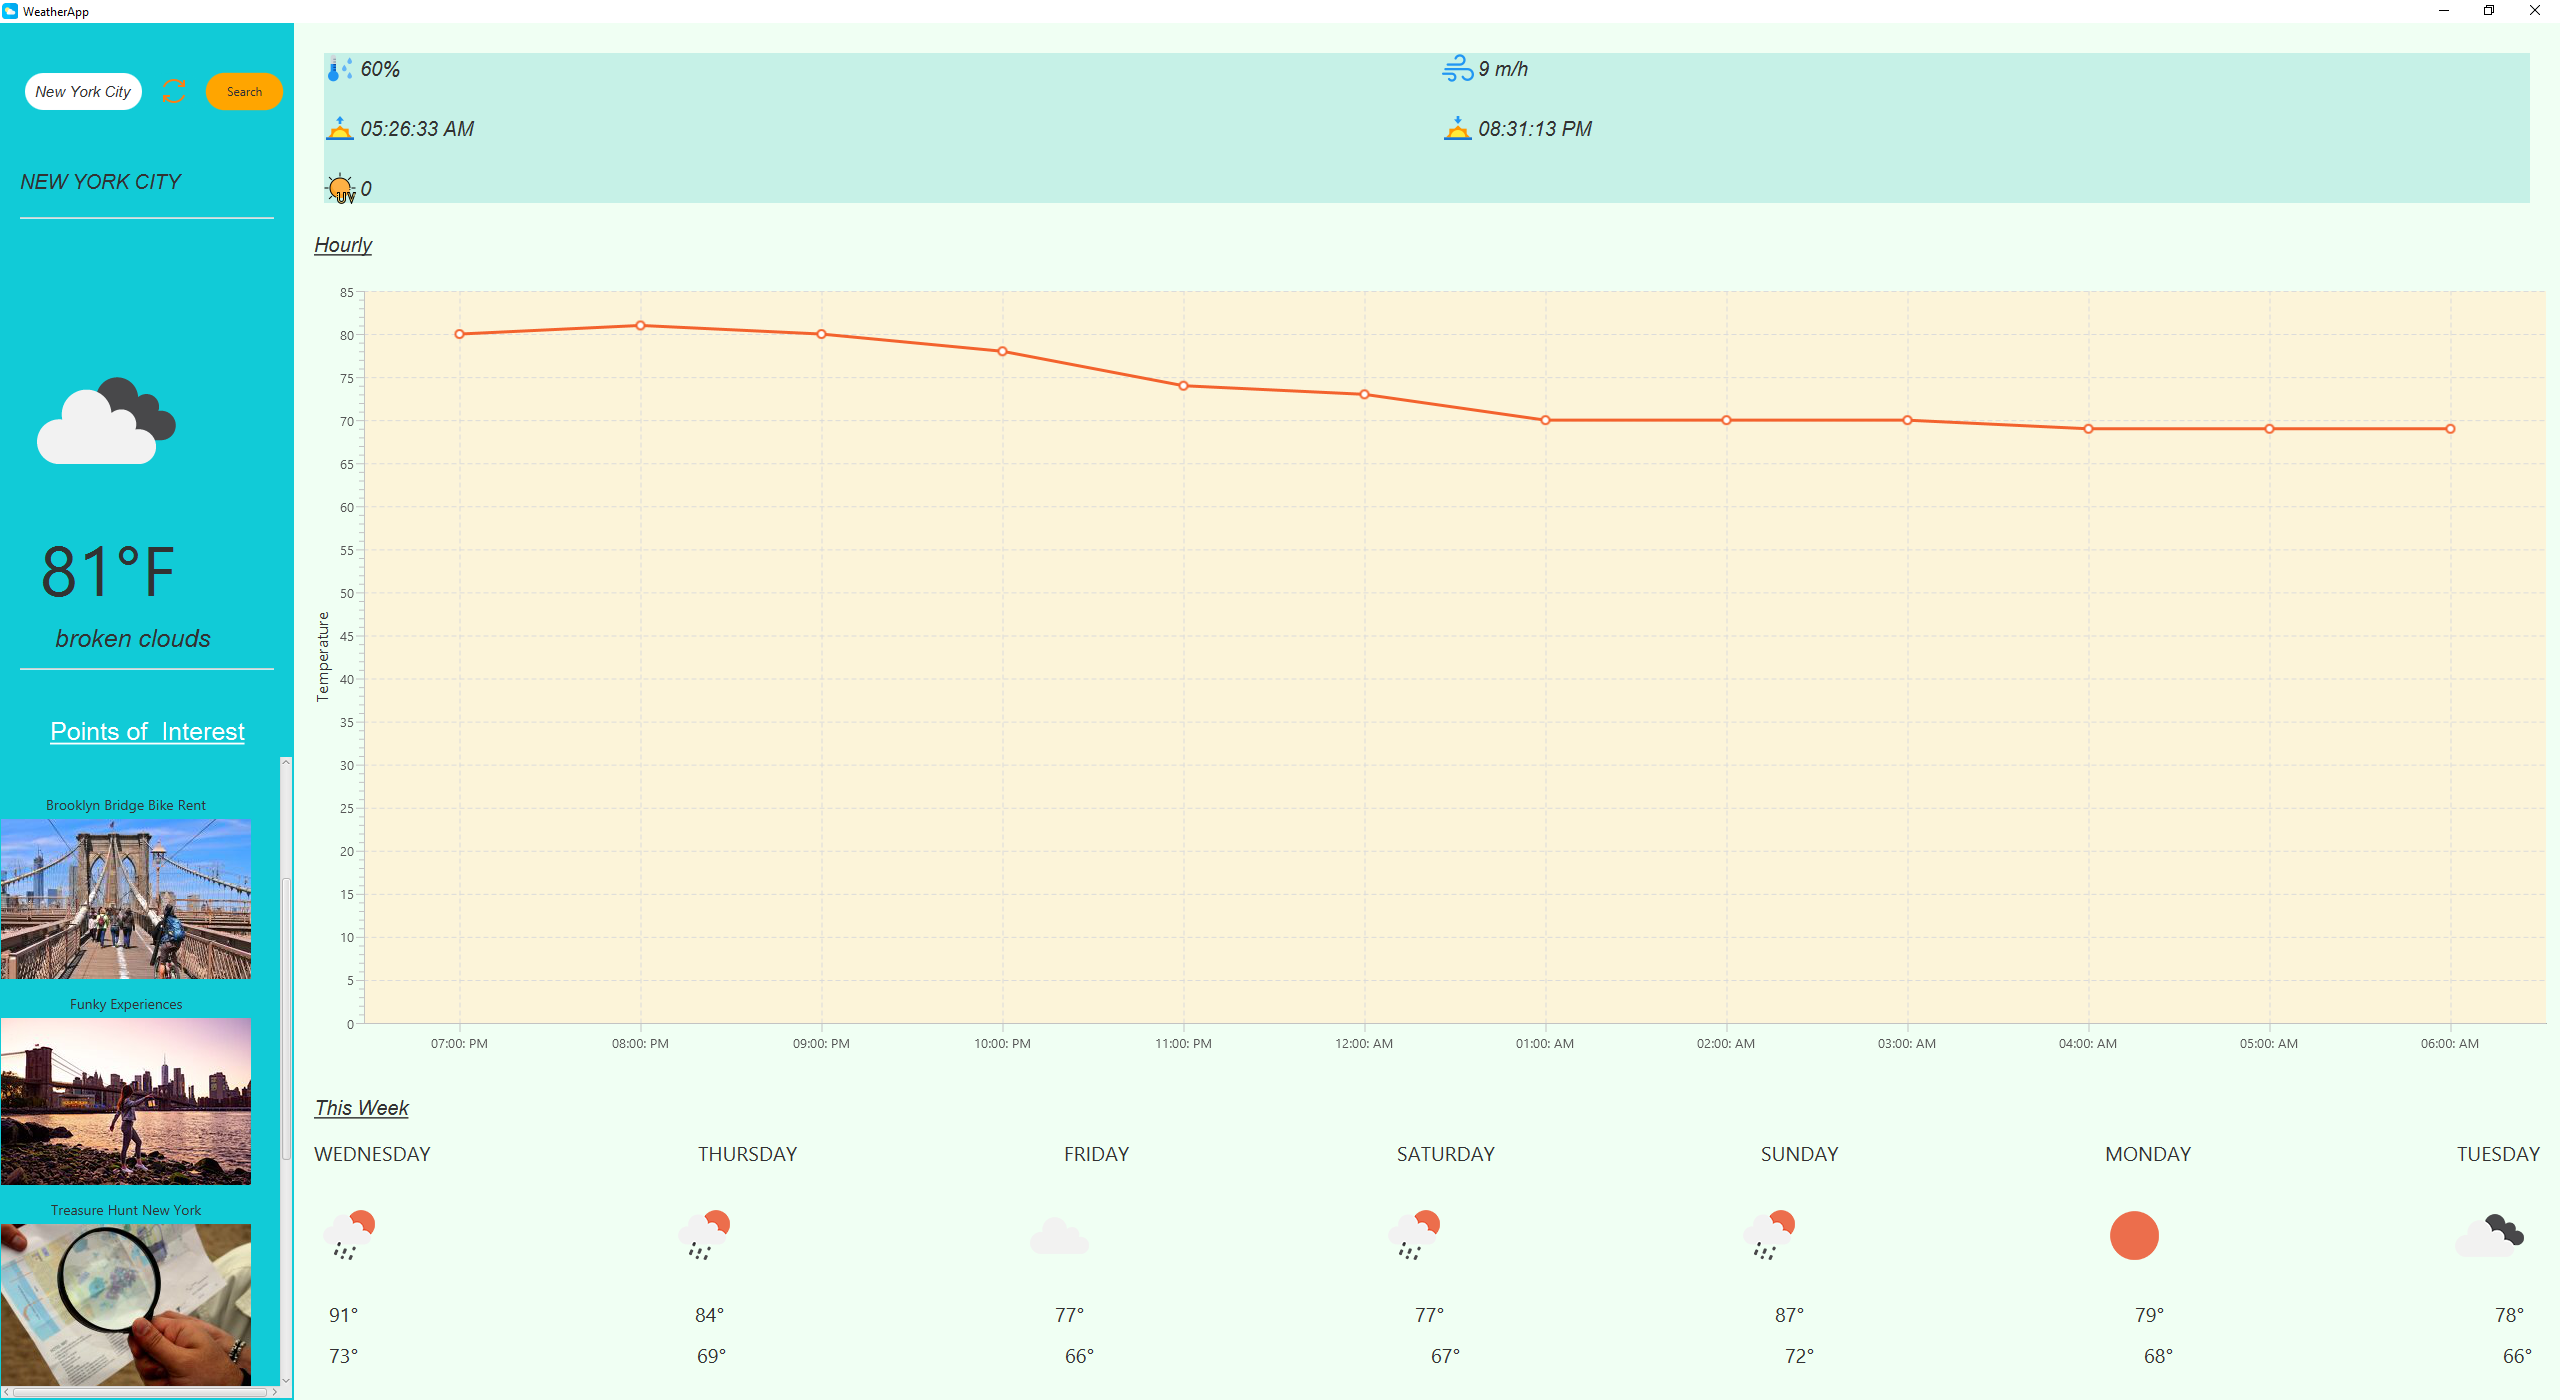 WeatherApp
New York City
Search
NEW YORK CITY
81°F
broken clouds
Points of  Interest
Brooklyn Bridge Bike Rent
Funky Experiences
Treasure Hunt New York
60%
9 m/h
05:26:33 AM
08:31:13 PM
UV
0
Hourly
Temperature
85
80
75
70
65
60
55
50
45
40
35
30
25
20
15
10
5
0
07:00: PM 08:00: PM 09:00: PM 10:00: PM 11:00: PM 12:00: AM 01:00: AM 02:00: AM 03:00: AM 04:00: AM 05:00: AM 06:00: AM
This Week
WEDNESDAY THURSDAY FRIDAY SATURDAY SUNDAY MONDAY TUESDAY
91° 84° 77° 77° 87° 79° 78°
73° 69° 66° 67° 72° 68° 66°